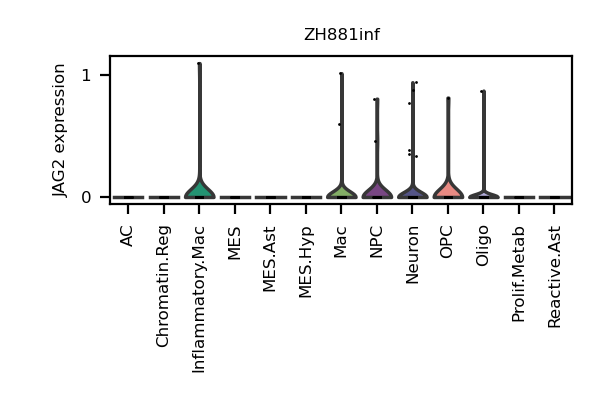 ZH881inf
JAG2 expression
1
0
AC
Chromatin.Reg
Inflammatory.Mac
MES
MES.Ast
MES.Hyp
Mac
NPC
Neuron
OPC
Oligo
Prolif.Metab
Reactive.Ast